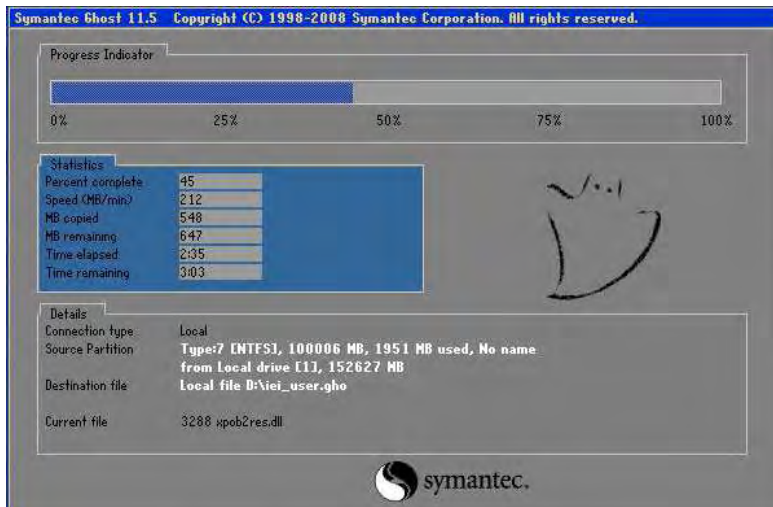 Symantec Ghost 11.5 Copyright (C) 1998-2008 Symantec Corporation. All rights reserved.
Progress Indicator
0% 25% 50% 75% 100%
Statistics
Percent complete 45
Speed (MB/min) 212
MB copied 548
MB remaining 647
Time elapsed 2:35
Time remaining 3:03
Details
Connection type Local
Source Partition Type:7 [NTFS], 100006 MB, 1951 MB used, No name
from Local drive [1], 152627 MB
Destination file Local file D:\iei_user.gho
Current file 3288 xpob2res.dll
symantec.